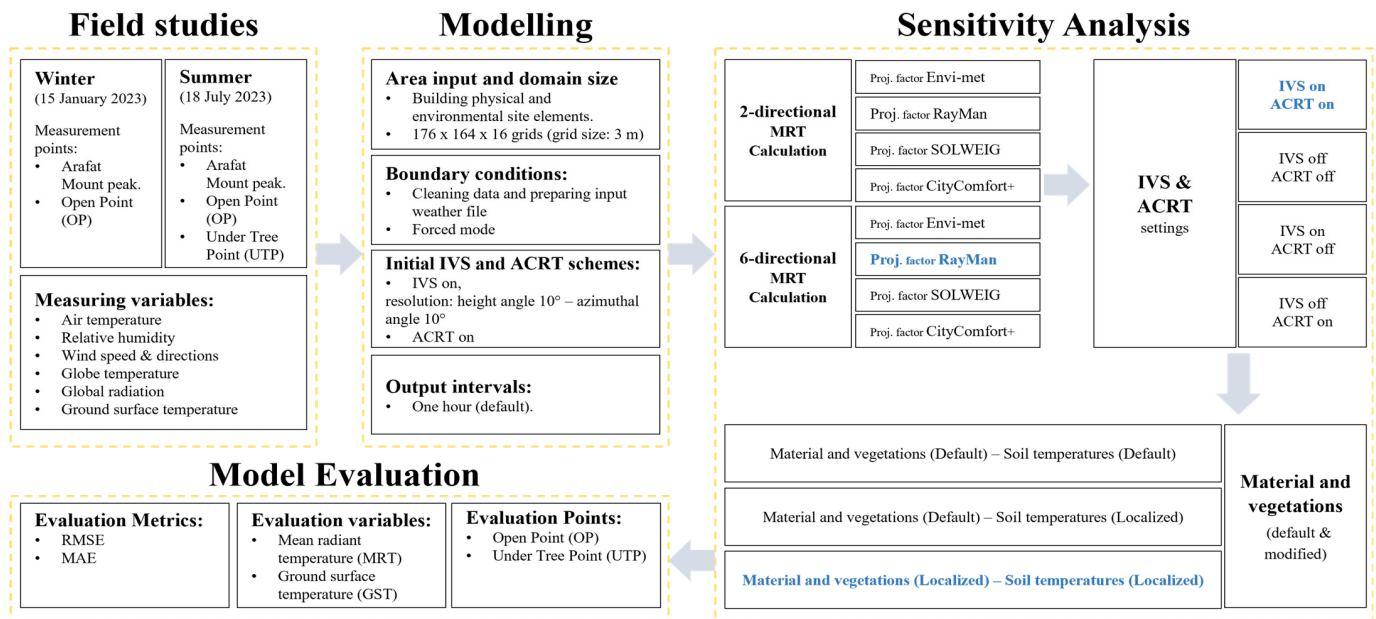 Field studies
Winter
(15 January 2023)
Measurement
points:
• Arafat
Mount peak.
• Open Point
(OP)
Summer
(18 July 2023)
Measurement
points:
• Arafat
Mount peak.
• Open Point
(OP)
• Under Tree
Point (UTP)
Measuring variables:
• Air temperature
• Relative humidity
• Wind speed & directions
• Globe temperature
• Global radiation
• Ground surface temperature
Modelling
Area input and domain size
• Building physical and
environmental site elements.
• 176 x 164 x 16 grids (grid size: 3 m)
Boundary conditions:
• Cleaning data and preparing input
weather file
• Forced mode
Initial IVS and ACRT schemes:
• IVS on,
resolution: height angle 10° – azimuthal
angle 10°
• ACRT on
Output intervals:
• One hour (default).
Sensitivity Analysis
2-directional
MRT
Calculation
Proj. factor Envi-met
Proj. factor RayMan
Proj. factor SOLWEIG
Proj. factor CityComfort+
6-directional
MRT
Calculation
Proj. factor Envi-met
Proj. factor RayMan
Proj. factor SOLWEIG
Proj. factor CityComfort+
IVS &
ACRT
settings
IVS on
ACRT on
IVS off
ACRT off
IVS on
ACRT off
IVS off
ACRT on
Material and vegetations (Default) – Soil temperatures (Default)
Material and vegetations (Default) – Soil temperatures (Localized)
Material and vegetations (Localized) – Soil temperatures (Localized)
Material and
vegetations
(default &
modified)
Model Evaluation
Evaluation Metrics:
• RMSE
• MAE
Evaluation variables:
• Mean radiant
temperature (MRT)
• Ground surface
temperature (GST)
Evaluation Points:
• Open Point (OP)
• Under Tree Point (UTP)